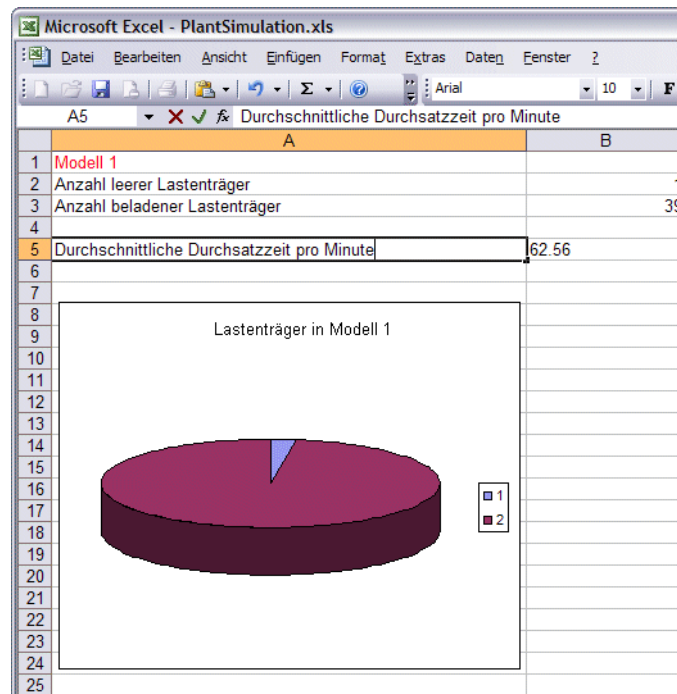 Microsoft Excel - PlantSimulation.xls
Datei Bearbeiten Ansicht Einfügen Format Extras Daten Fenster ?
Σ Arial 10 F
A5 fx Durchschnittliche Durchsatzzeit pro Minute
A B
1 Modell 1
2 Anzahl leerer Lastenträger
3 Anzahl beladener Lastenträger 39
4
5 Durchschnittliche Durchsatzzeit pro Minute 62.56
6
7
8
Lastenträger in Modell 1
9
10
11
12
13
14
15
16 1
17
18 2
19
20
21
22
23
24
25